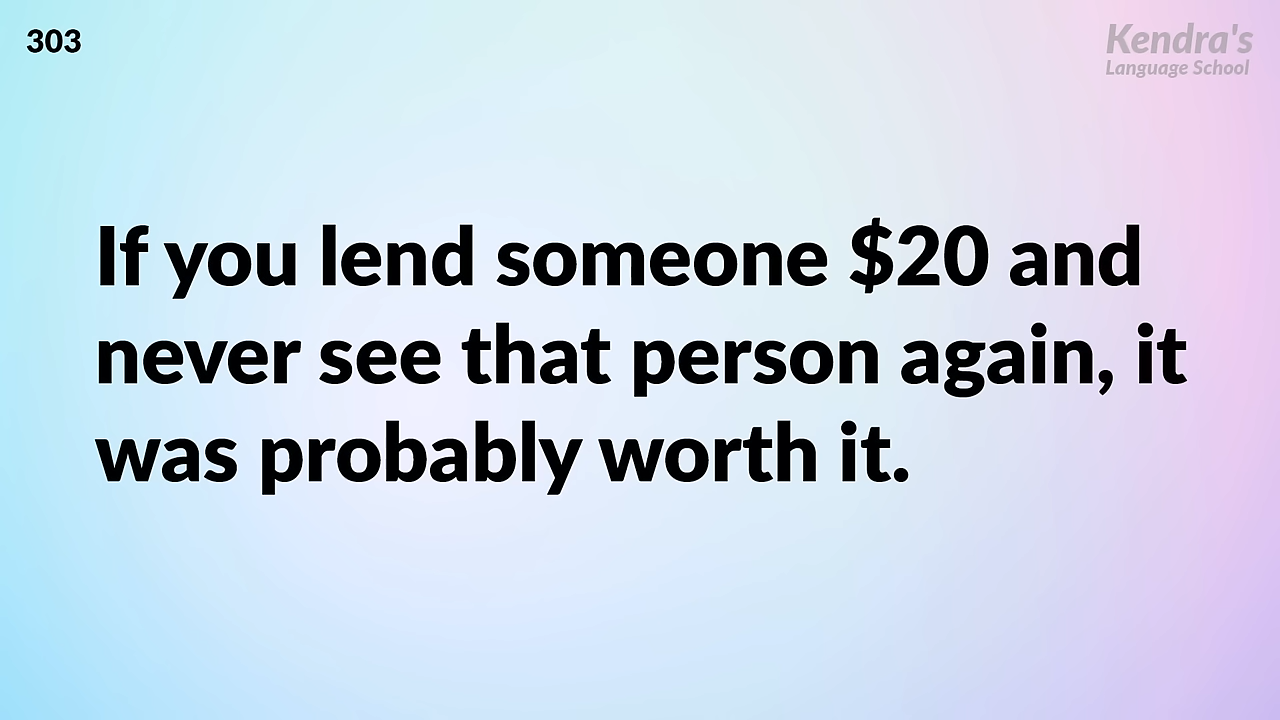 303
Kendra's
Language School
If you lend someone $20 and
never see that person again, it
was probably worth it.